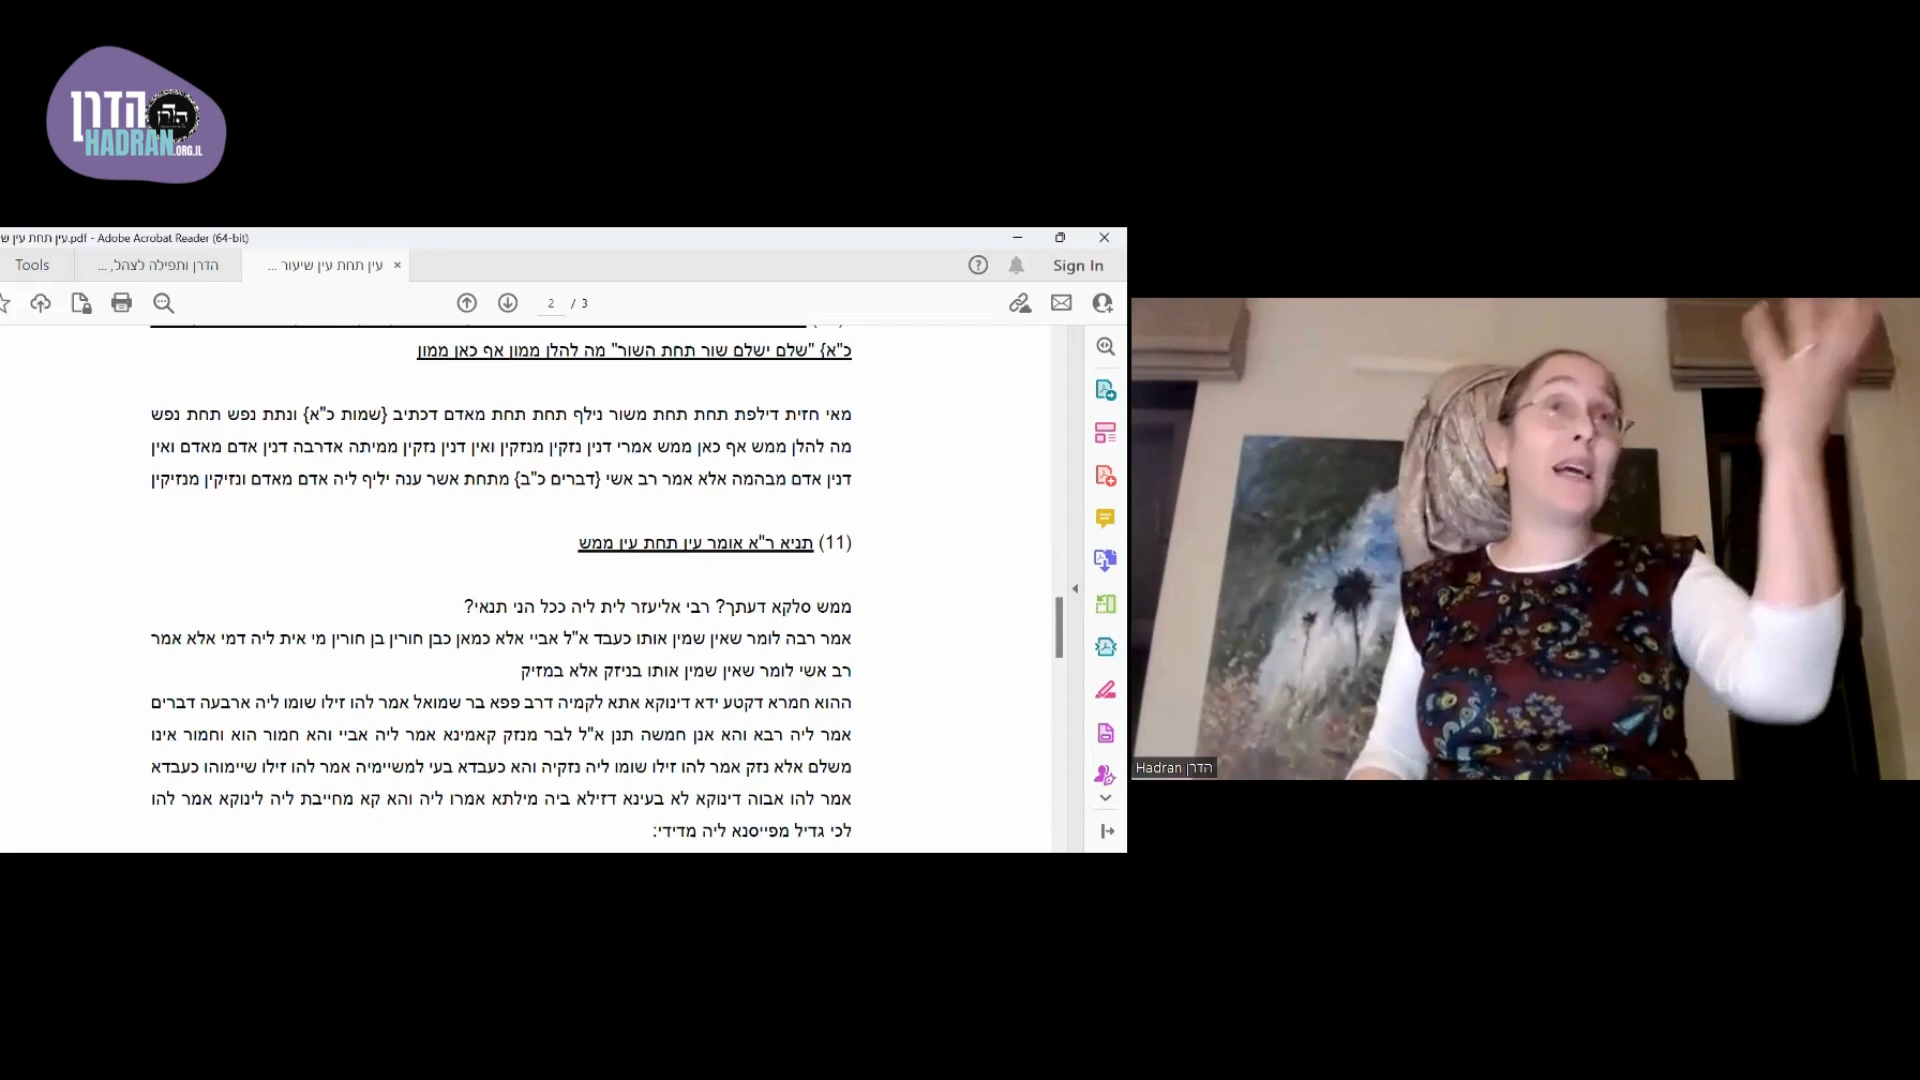 הדרן
HADRAN.ORG.IL
עין תחת עין ש.pdf - Adobe Acrobat Reader (64-bit)
Tools
הדרן ותפילה לצהל, ...
עין תחת עין שיעור ...
Sign In
2 / 3
כ"א} "שלם ישלם שור תחת השור" מה להלן ממון אף כאן ממון
מאי חזית דילפת תחת תחת משור נילף תחת תחת מאדם דכתיב {שמות כ"א} ונתת נפש תחת נפש
מה להלן ממש אף כאן ממש אמרי דנין נזקין מנזקין ואין דנין נזקין ממיתה אדרבה דנין אדם מאדם ואין
דנין אדם מבהמה אלא אמר רב אשי {דברים כ"ב} מתחת אשר ענה יליף ליה אדם מאדם ונזיקין מנזיקין
(11) תניא ר"א אומר עין תחת עין ממש
ממש סלקא דעתך? רבי אליעזר לית ליה ככל הני תנאי?
אמר רבה לומר שאין שמין אותו כעבד א"ל אביי אלא כמאן כבן חורין בן חורין מי אית ליה דמי אלא אמר
רב אשי לומר שאין שמין אותו בניזק אלא במזיק
ההוא חמרא דקטע ידא דינוקא אתא לקמיה דרב פפא בר שמואל אמר להו זילו שומו ליה ארבעה דברים
אמר ליה רבא והא אנן חמשה תנן א"ל לבר מנזק קאמינא אמר ליה אביי והא חמור הוא וחמור אינו
משלם אלא נזק אמר להו זילו שומו ליה נזקיה והא כעבדא בעי למשיימיה אמר להו זילו שיימוהו כעבדא
אמר להו אבוה דינוקא לא בעינא דזילא ביה מילתא אמרו ליה והא קא מחייבת ליה לינוקא אמר להו
לכי גדיל מפייסנא ליה מדידי:
Hadran הדרן